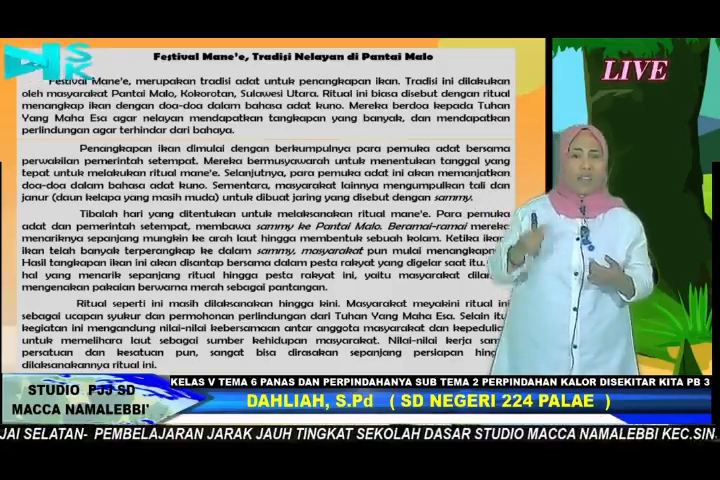 SK
LIVE
Festival Mane'e, Tradisi Nelayan di Pantai Malo
Festival Mane'e, merupakan tradisi adat untuk penangkapan ikan. Tradisi ini dilakukan
oleh masyarakat Pantai Malo, Kokorotan, Sulawesi Utara. Ritual ini biasa disebut dengan ritual
menangkap ikan dengan doa-doa dalam bahasa adat kuno. Mereka berdoa kepada Tuhan
Yang Maha Esa agar nelayan mendapatkan tangkapan yang banyak, dan mendapatkan
perlindungan agar terhindar dari bahaya.
Penangkapan ikan dimulai dengan berkumpulnya para pemuka adat bersama
perwakilan pemerintah setempat. Mereka bermusyawarah untuk menentukan tanggal yang
tepat untuk melakukan ritual mane'e. Selanjutnya, para pemuka adat ini akan memanjatkan
doa-doa dalam bahasa adat kuno. Sementara, masyarakat lainnya mengumpulkan tali dan
janur (daun kelapa yang masih muda) untuk dibuat jaring yang disebut dengan sammy.
Tibalah hari yang ditentukan untuk melaksanakan ritual mane'e. Para pemuka
adat dan pemerintah setempat, membawa sammy ke Pantai Malo. Beramai-ramai mereka
menariknya sepanjang mungkin ke arah laut hingga membentuk sebuah kolam. Ketika ikan
ikan telah banyak terperangkap ke dalam sammy, masyarakat pun mulai menangkapn
Hasil tangkapan ikan ini akan disantap bersama dalam pesta rakyat yang digelar saat itu.
hal yang menarik sepanjang ritual hingga pesta rakyat ini, yaitu masyarakat dilaran
mengenakan pakaian berwarna merah sebagai pantangan.
Ritual seperti ini masih dilaksanakan hingga kini. Masyarakat meyakini ritual ini
sebagai ucapan syukur dan permohonan perlindungan dari Tuhan Yang Maha Esa. Selain itu
kegiatan ini mengandung nilai-nilai kebersamaan antar anggota masyarakat dan kepedulian
untuk memelihara laut sebagai sumber kehidupan masyarakat. Nilai-nilai kerja sam
persatuan dan kesatuan pun, sangat bisa dirasakan sepanjang persiapan hing
dilaksanakannya ritual ini.
KELAS V TEMA 6 PANAS DAN PERPINDAHANYA SUB TEMA 2 PERPINDAHAN KALOR DISEKITAR KITA PB 3
STUDIO PJJ SD
MACCA NAMALEBBI'
DAHLIAH, S.Pd ( SD NEGERI 224 PALAE )
JAI SELATAN- PEMBELAJARAN JARAK JAUH TINGKAT SEKOLAH DASAR STUDIO MACCA NAMALEBBI KEC.SIN.